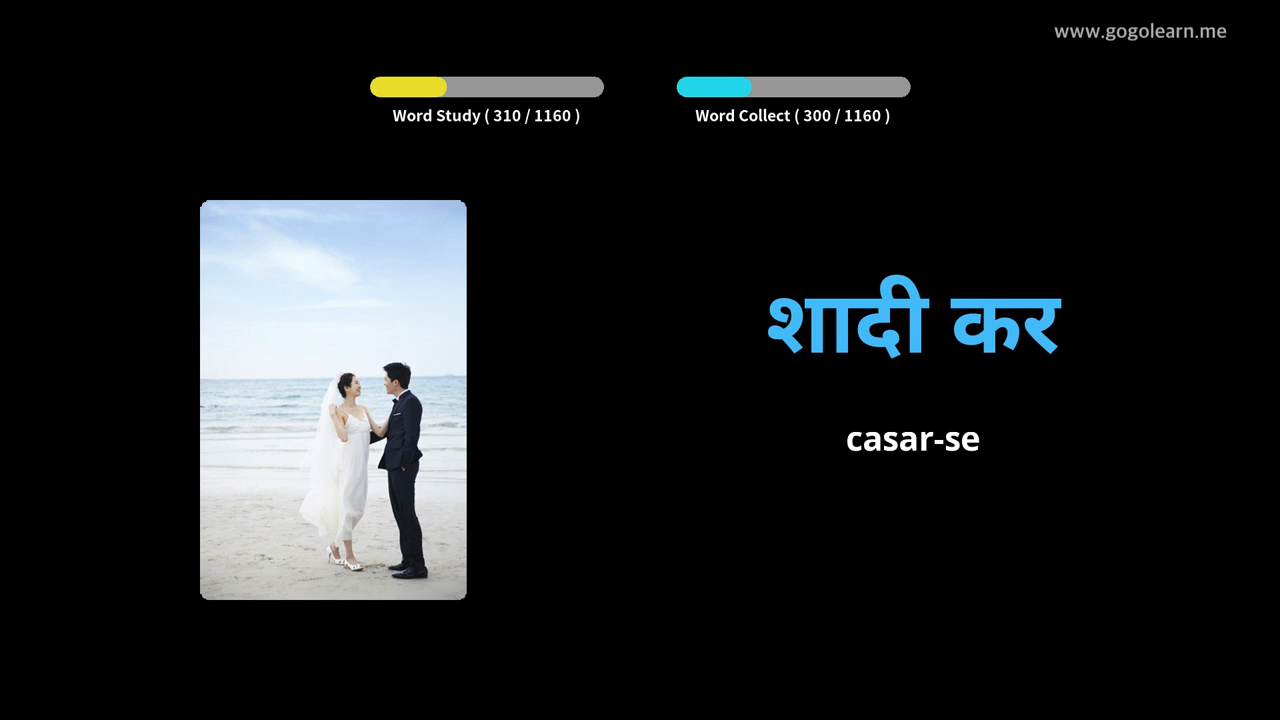 www.gogolearn.me
Word Study ( 310 / 1160 )
Word Collect ( 300 / 1160 )
शादी कर
casar-se